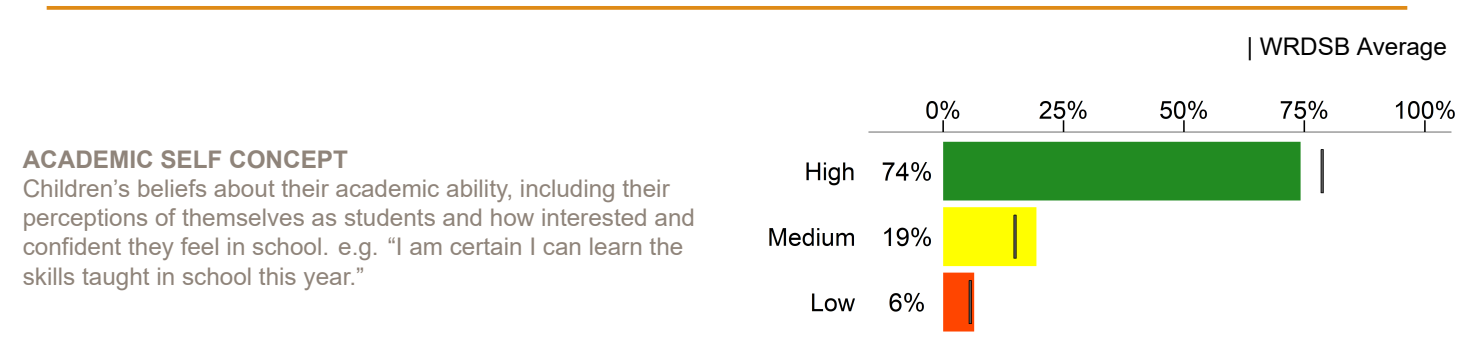 | WRDSB Average
0% 25% 50% 75% 100%
ACADEMIC SELF CONCEPT
Children’s beliefs about their academic ability, including their
perceptions of themselves as students and how interested and
confident they feel in school. e.g. “I am certain I can learn the
skills taught in school this year.”
High 74%
Medium 19%
Low 6%